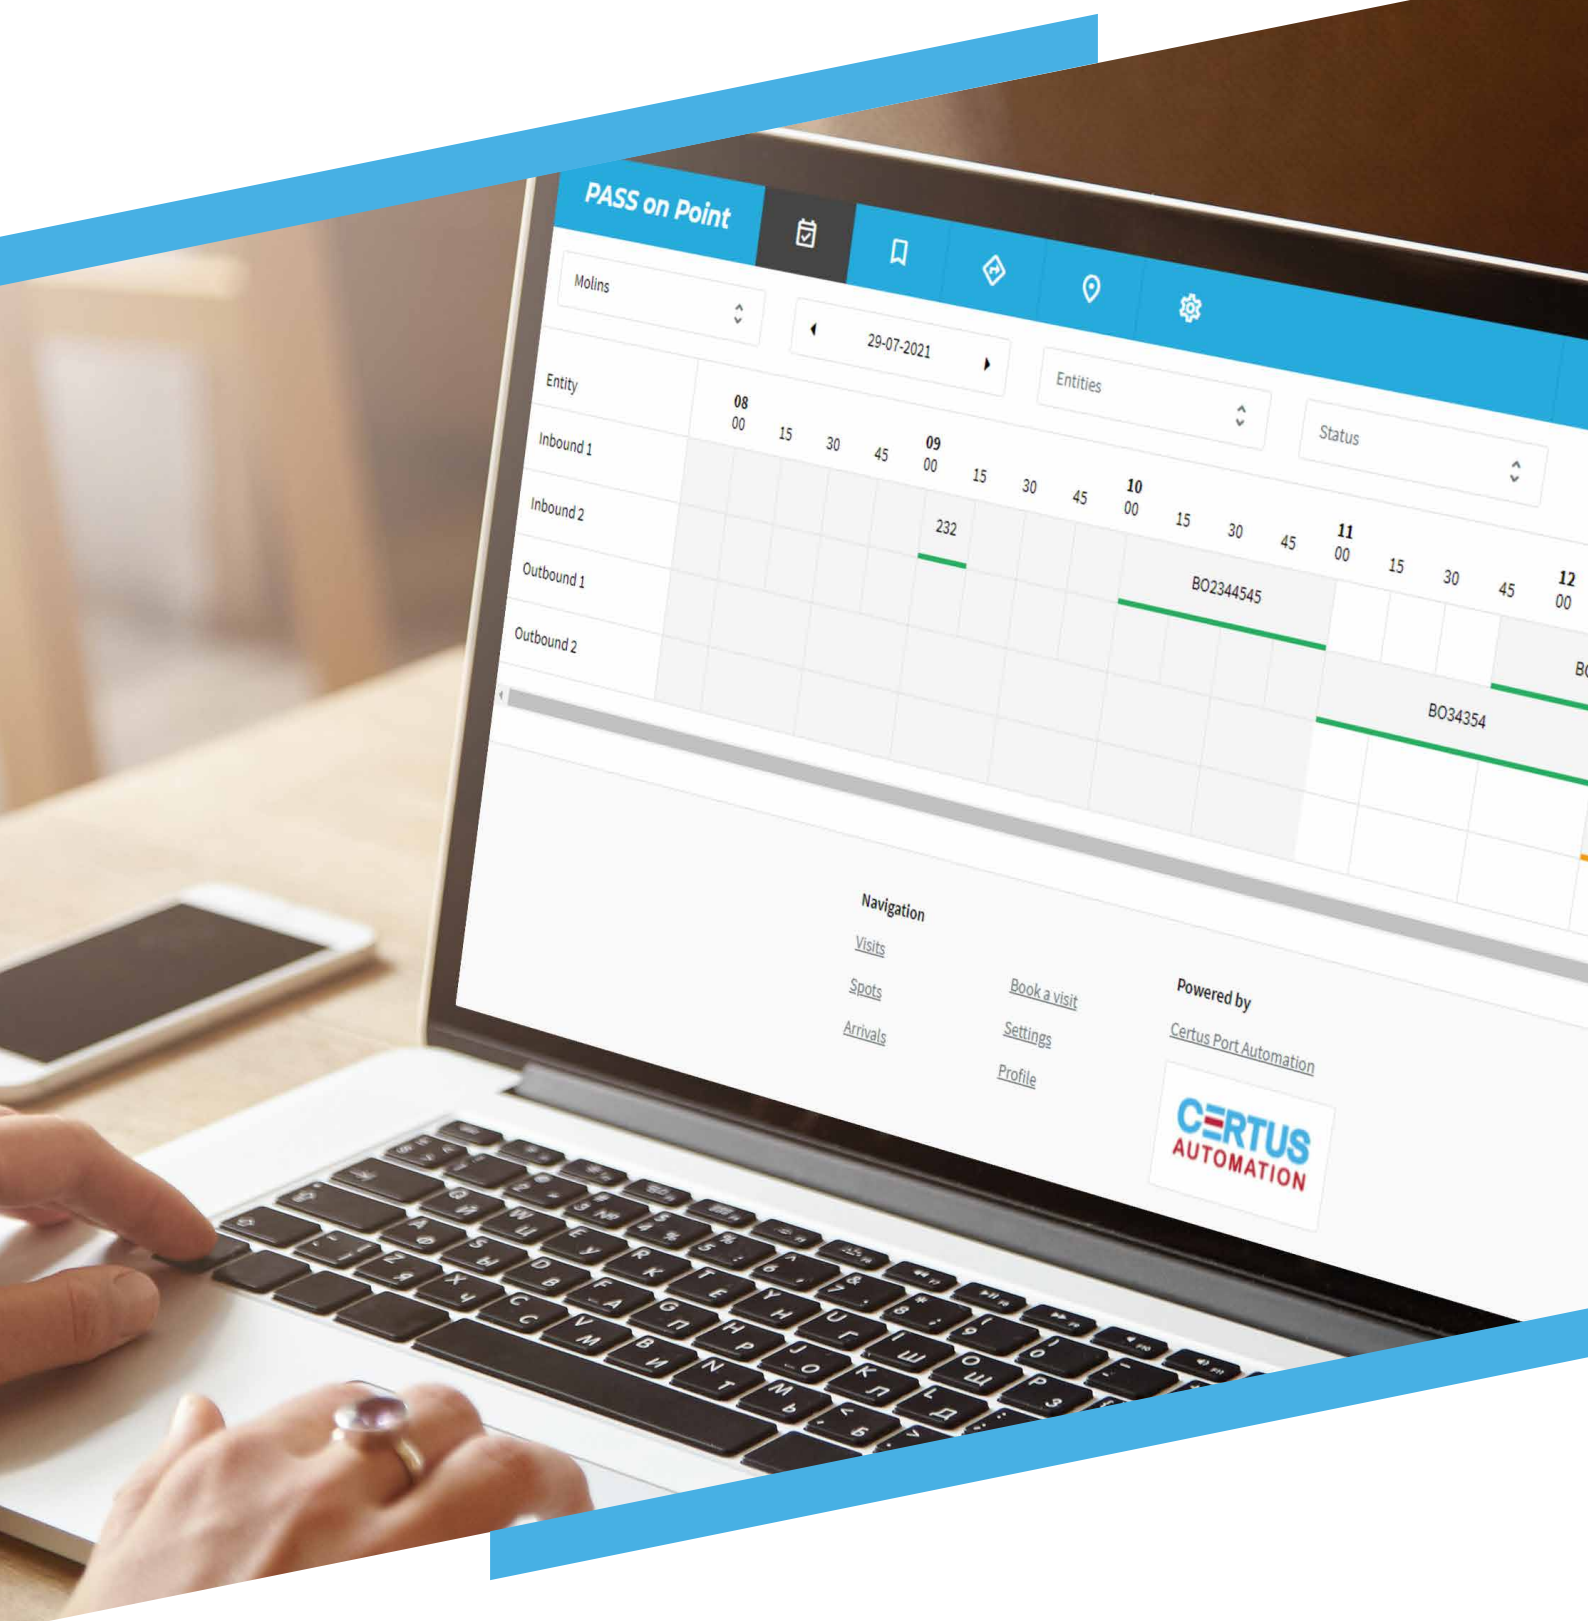 PASS on Point
Molins
29-07-2021
Entities
Status
Entity
08 09 10 11 12
00 15 30 45 00 15 30 45 00 15 30 45 00 15 30 45 00
Inbound 1
232
BO2344545
Inbound 2
BO34354
Outbound 1
Outbound 2
Navigation
Visits
Spots
Arrivals
Book a visit
Settings
Profile
Powered by
Certus Port Automation
CERTUS
AUTOMATION